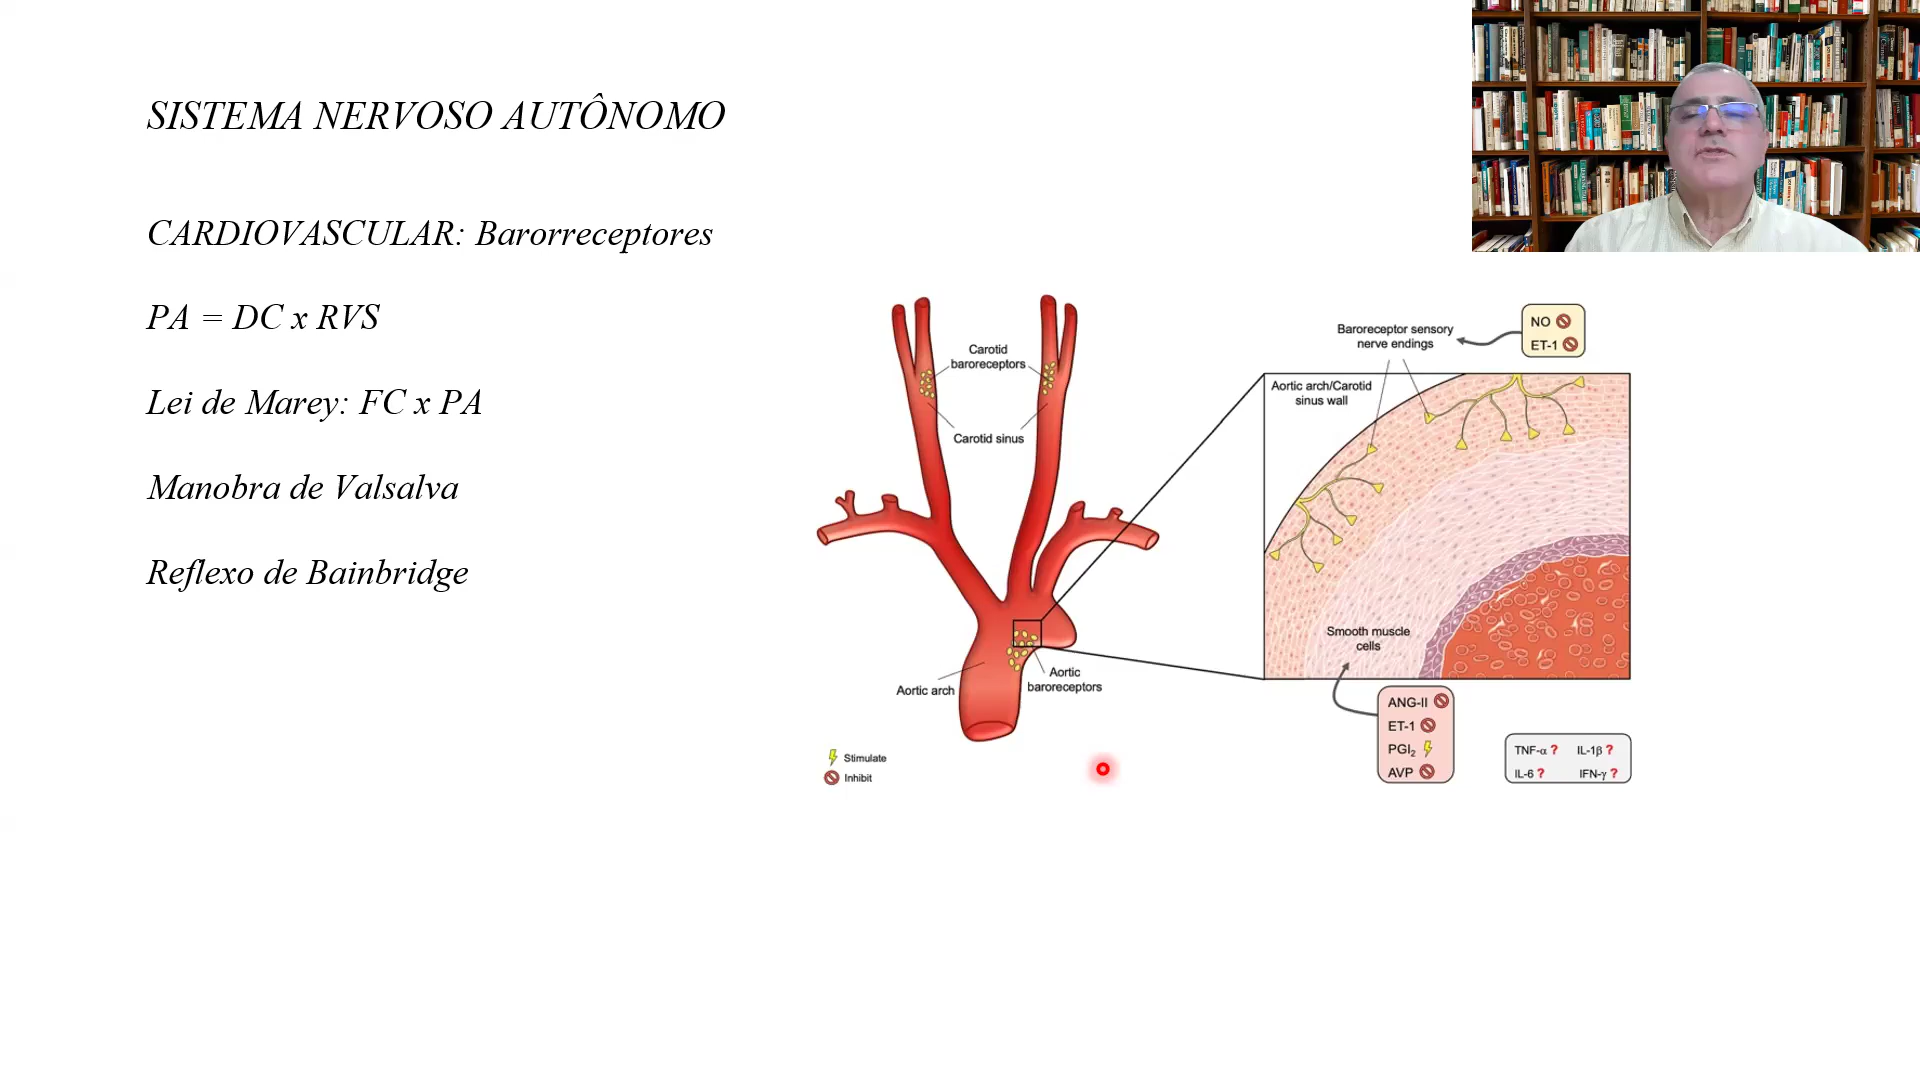 SISTEMA NERVOSO AUTÔNOMO
CARDIOVASCULAR: Barorreceptores
PA = DC x RVS
Lei de Marey: FC x PA
Manobra de Valsalva
Reflexo de Bainbridge
Carotid
baroreceptors
Carotid sinus
Aortic arch
Aortic
baroreceptors
Stimulate
Inhibit
Baroreceptor sensory
nerve endings
NO
ET-1
Aortic arch/Carotid
sinus wall
Smooth muscle
cells
ANG-II
ET-1
PGI₂
AVP
TNF-α ? IL-1β ?
IL-6 ? IFN-γ ?